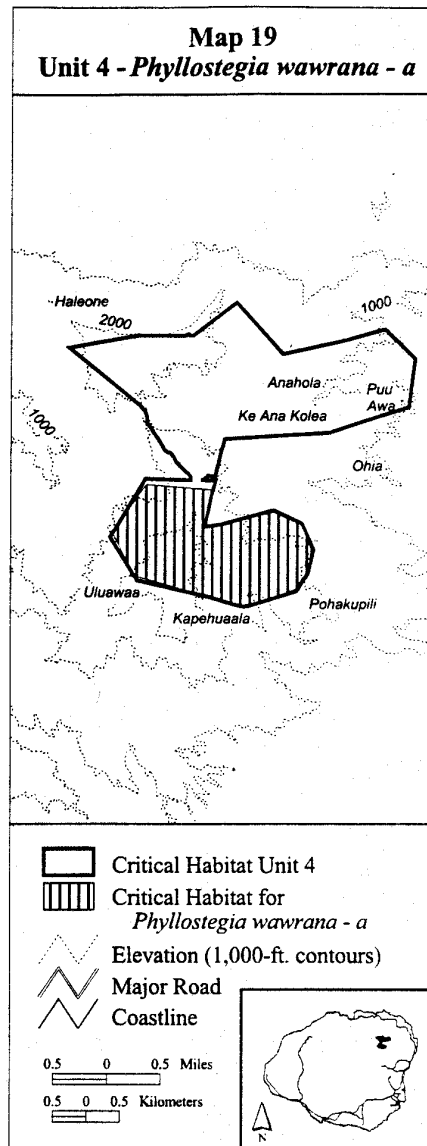 Map 19
Unit 4 - Phyllostegia wawrana - a
Haleone
2000
1000
Anahola
Puu
Awa
Ke Ana Kolea
1000
Ohia
Uluawaa
Pohakupili
Kapehuaala
Critical Habitat Unit 4
Critical Habitat for
Phyllostegia wawrana - a
Elevation (1,000-ft. contours)
Major Road
Coastline
0.5 0 0.5 Miles
0.5 0 0.5 Kilometers
N